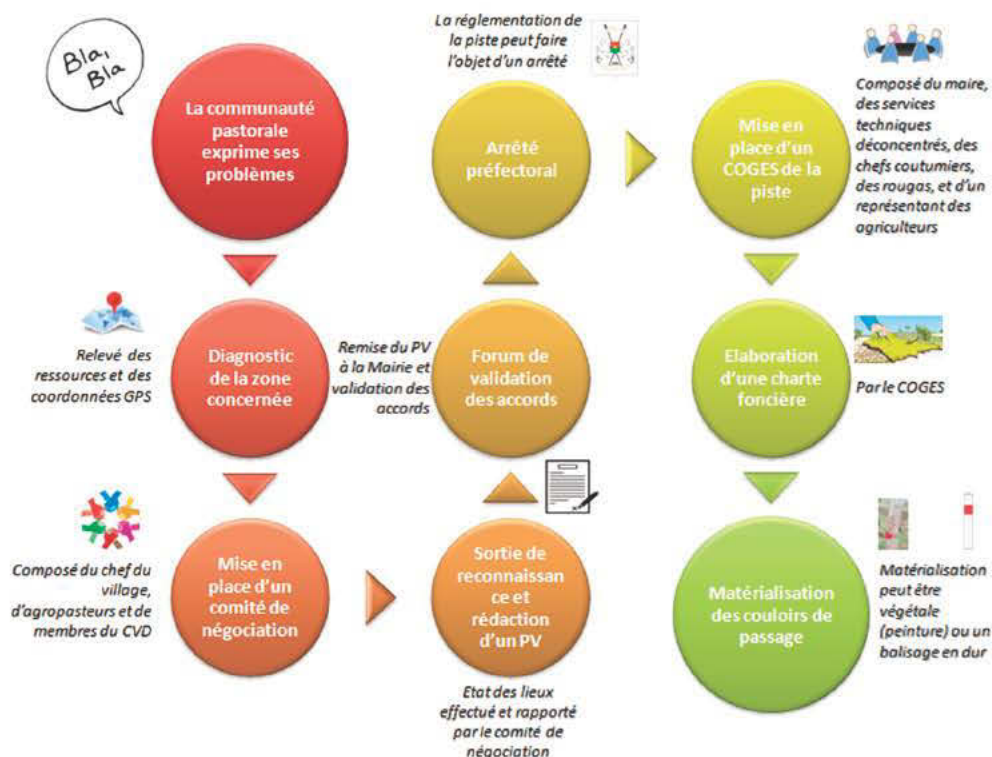 Bla,
Bla
La communauté
pastorale
exprime ses
problèmes
Relevé des
ressources et des
coordonnées GPS
Diagnostic
de la zone
concernée
Composé du chef du
village,
d'agropasteurs et de
membres du CVD
Mise en
place d'un
comité de
négociation
Sortie de
reconnaissan
ce et
rédaction
d'un PV
Etat des lieux
effectué et rapporté
par le comité de
négociation
Remise du PV
à la Mairie et
validation des
accords
Forum de
validation
des accords
La réglementation de
la piste peut faire
l'objet d'un arrêté
Arrêté
préfectoral
Mise en
place d'un
COGES de la
piste
Composé du maire,
des services
techniques
déconcentrés, des
chefs coutumiers,
des rougas, et d'un
représentant des
agriculteurs
Elaboration
d'une charte
foncière
Par le COGES
Matérialisation
des couloirs de
passage
Matérialisation
peut être
végétale
(peinture) ou un
balisage en dur